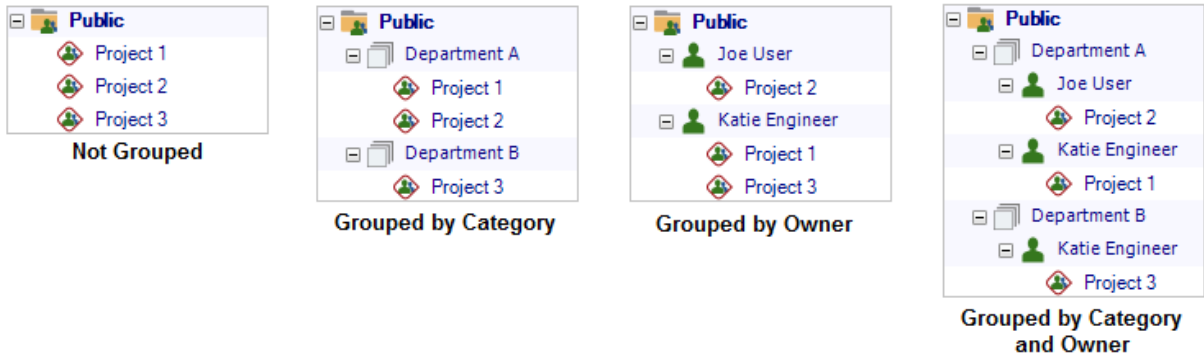 Public
Project 1
Project 2
Project 3
Not Grouped
Public
Department A
Project 1
Project 2
Department B
Project 3
Grouped by Category
Public
Joe User
Project 2
Katie Engineer
Project 1
Project 3
Grouped by Owner
Public
Department A
Joe User
Project 2
Katie Engineer
Project 1
Department B
Katie Engineer
Project 3
Grouped by Category
and Owner